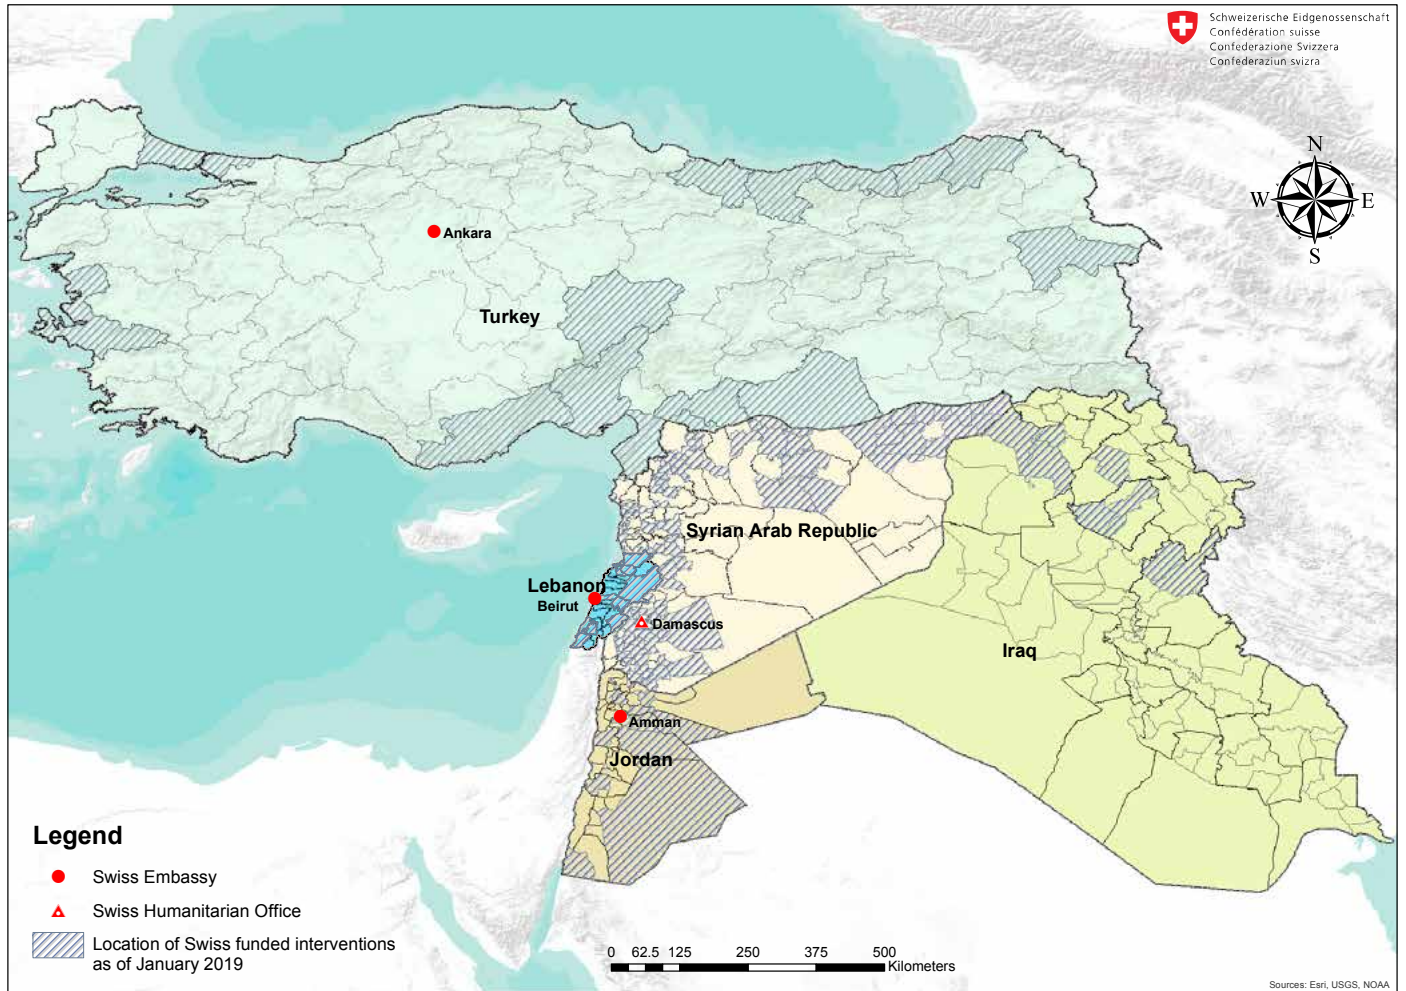 Schweizerische Eidgenossenschaft
Confédération suisse
Confederazione Svizzera
Confederaziun svizra
N
W E
S
Ankara
Turkey
Syrian Arab Republic
Lebanon
Beirut
Damascus
Iraq
Amman
Jordan
Legend
Swiss Embassy
Swiss Humanitarian Office
Location of Swiss funded interventions
as of January 2019
0 62.5 125 250 375 500
Kilometers
Sources: Esri, USGS, NOAA